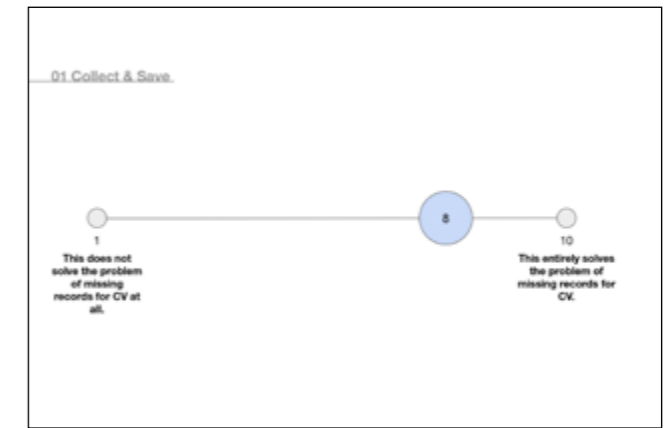 01 Collect & Save
8
1
This does not
solve the problem
of missing
records for CV at
all.
10
This entirely solves
the problem of
missing records for
CV.